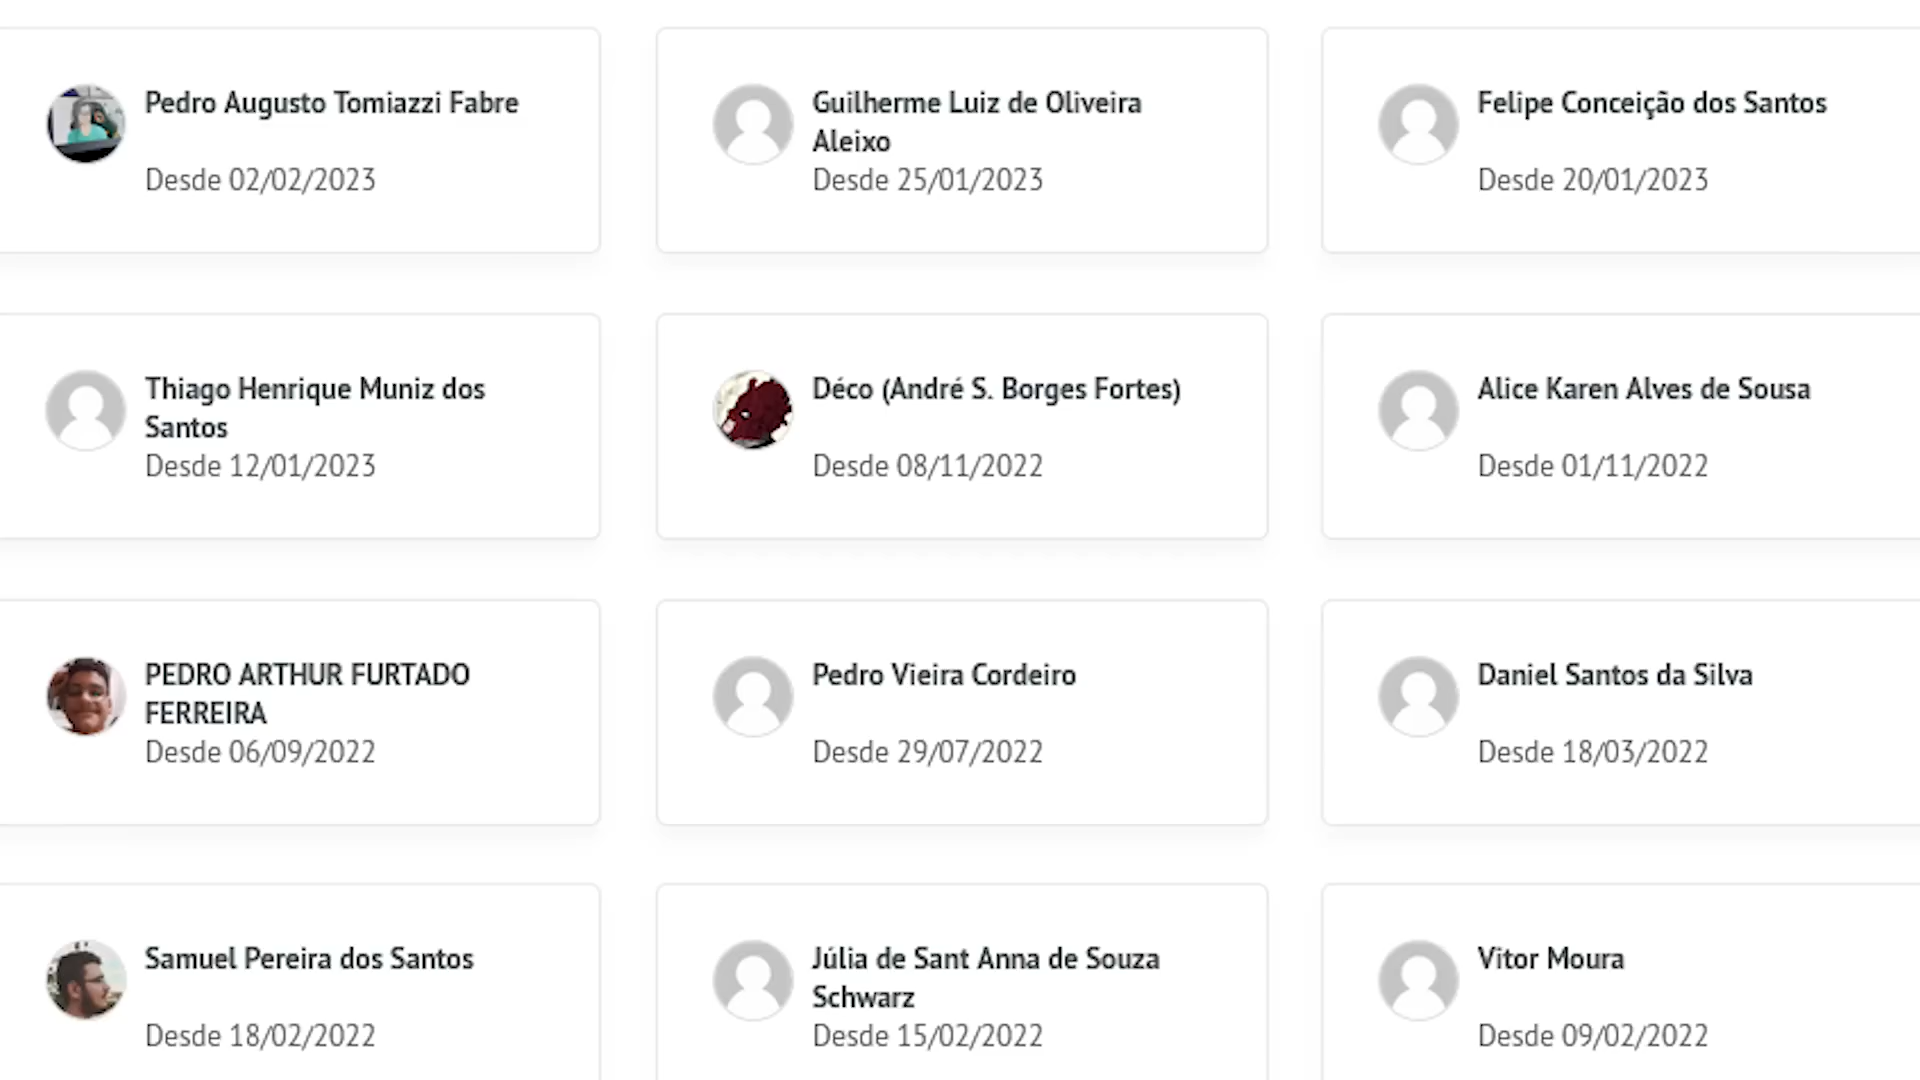 Pedro Augusto Tomiazzi Fabre
Desde 02/02/2023
Guilherme Luiz de Oliveira
Aleixo
Desde 25/01/2023
Felipe Conceição dos Santos
Desde 20/01/2023
Thiago Henrique Muniz dos
Santos
Desde 12/01/2023
Déco (André S. Borges Fortes)
Desde 08/11/2022
Alice Karen Alves de Sousa
Desde 01/11/2022
PEDRO ARTHUR FURTADO
FERREIRA
Desde 06/09/2022
Pedro Vieira Cordeiro
Desde 29/07/2022
Daniel Santos da Silva
Desde 18/03/2022
Samuel Pereira dos Santos
Desde 18/02/2022
Júlia de Sant Anna de Souza
Schwarz
Desde 15/02/2022
Vitor Moura
Desde 09/02/2022